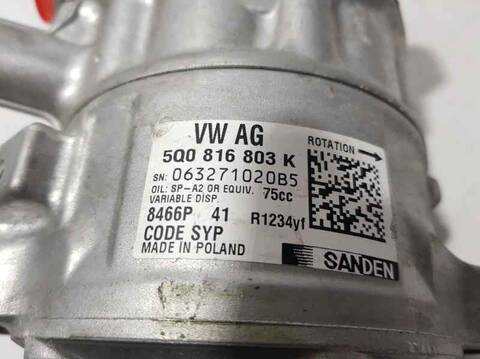 VW AG
5Q0 816 803 K
SN: 063271020B5
OIL: SP-A2 OR EQUIV. 75cc
VARIABLE DISP.
8466P 41 R1234yf
CODE SYP
MADE IN POLAND
ROTATION
SANDEN